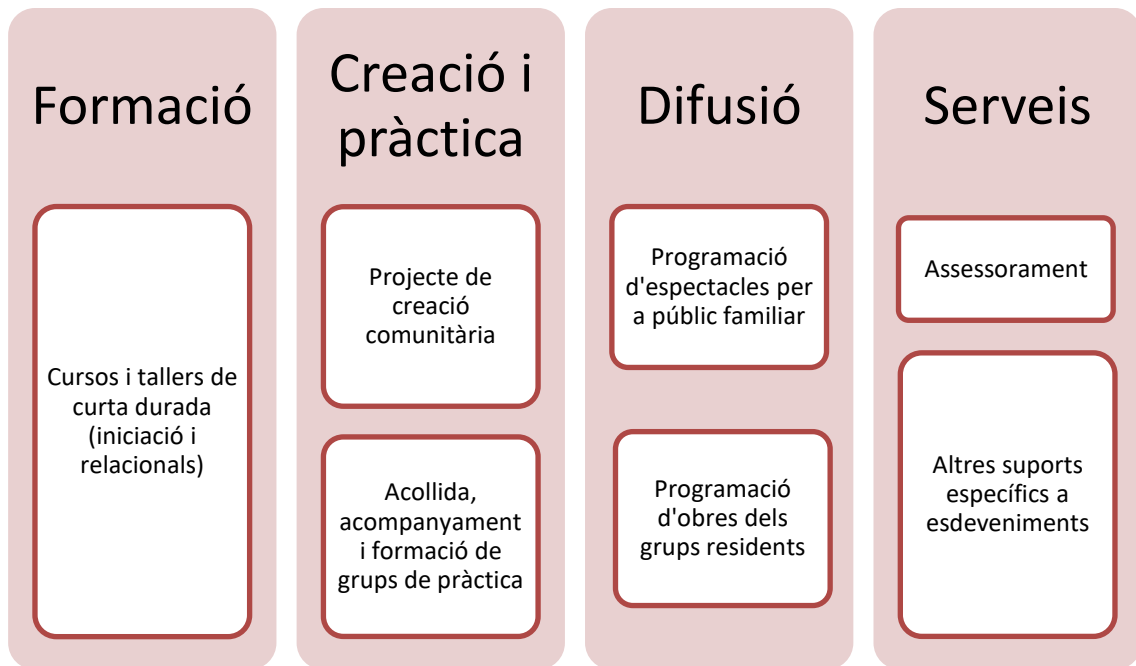 Formació
Cursos i tallers de
curta durada
(iniciació i
relacionals)
Creació i
pràctica
Projecte de
creació
comunitària
Acollida,
acompanyament
i formació de
grups de pràctica
Difusió
Programació
d'espectacles per
a públic familiar
Programació
d'obres dels
grups residents
Serveis
Assessorament
Altres suports
específics a
esdeveniments